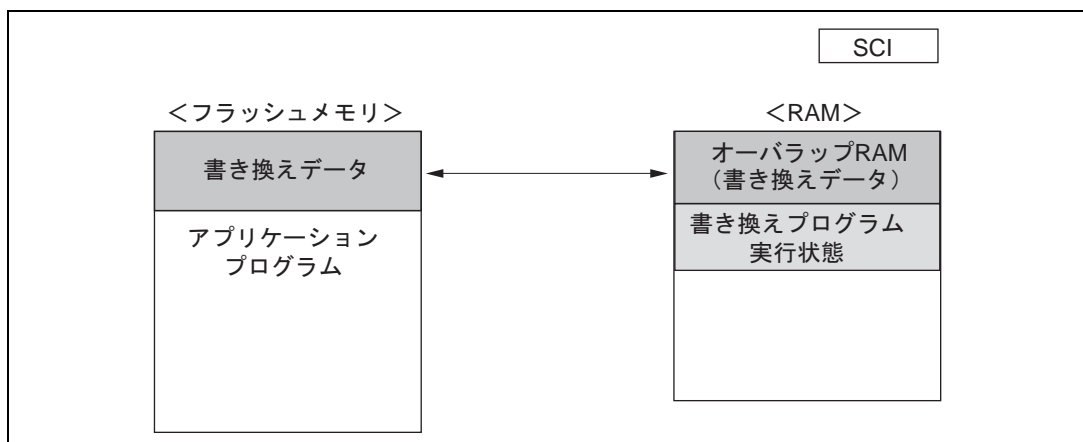 SCI
＜フラッシュメモリ＞
書き換えデータ
アプリケーション
プログラム
＜RAM＞
オーバラップRAM
（書き換えデータ）
書き換えプログラム
実行状態